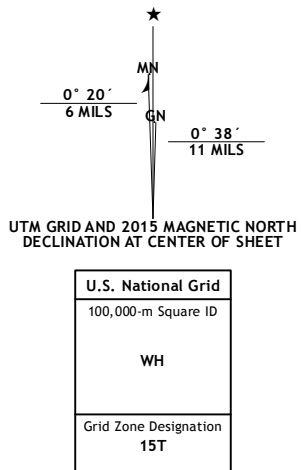 ★
MN
0° 20´
6 MILS
GN
0° 38´
11 MILS
UTM GRID AND 2015 MAGNETIC NORTH
DECLINATION AT CENTER OF SHEET
U.S. National Grid
100,000-m Square ID
WH
Grid Zone Designation
15T